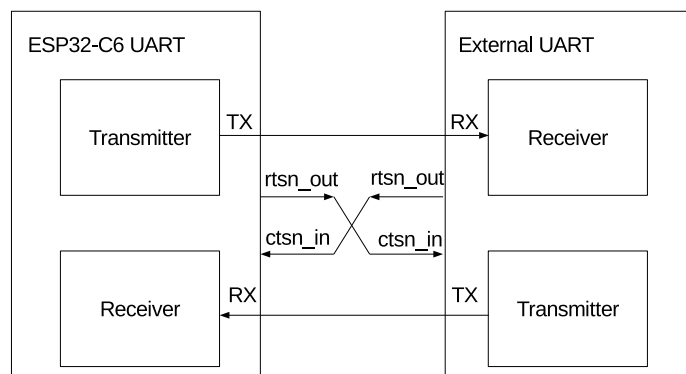 ESP32-C6 UART
External UART
Transmitter
TX
RX
Receiver
rtsn_out
rtsn_out
ctsn_in
ctsn_in
Receiver
RX
TX
Transmitter